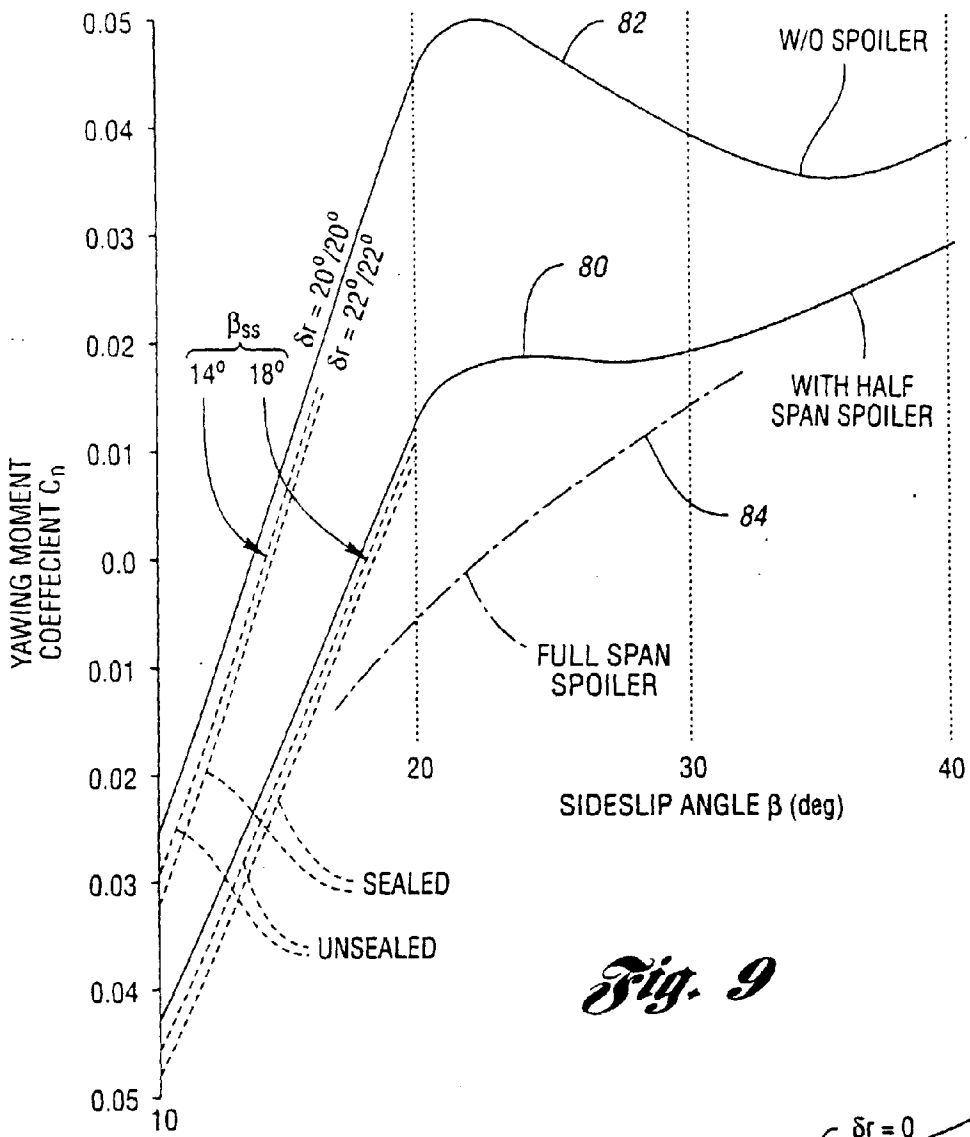 0.05
0.04
0.03
0.02
0.01
0.0
0.01
0.02
0.03
0.04
0.05
YAWING MOMENT
COEFFECIENT Cn
10
20
30
40
SIDESLIP ANGLE β (deg)
82
W/O SPOILER
δr = 20°/20°
δr = 22°/22°
βss
14° 18°
80
WITH HALF
SPAN SPOILER
84
FULL SPAN
SPOILER
SEALED
UNSEALED
Fig. 9
δr = 0